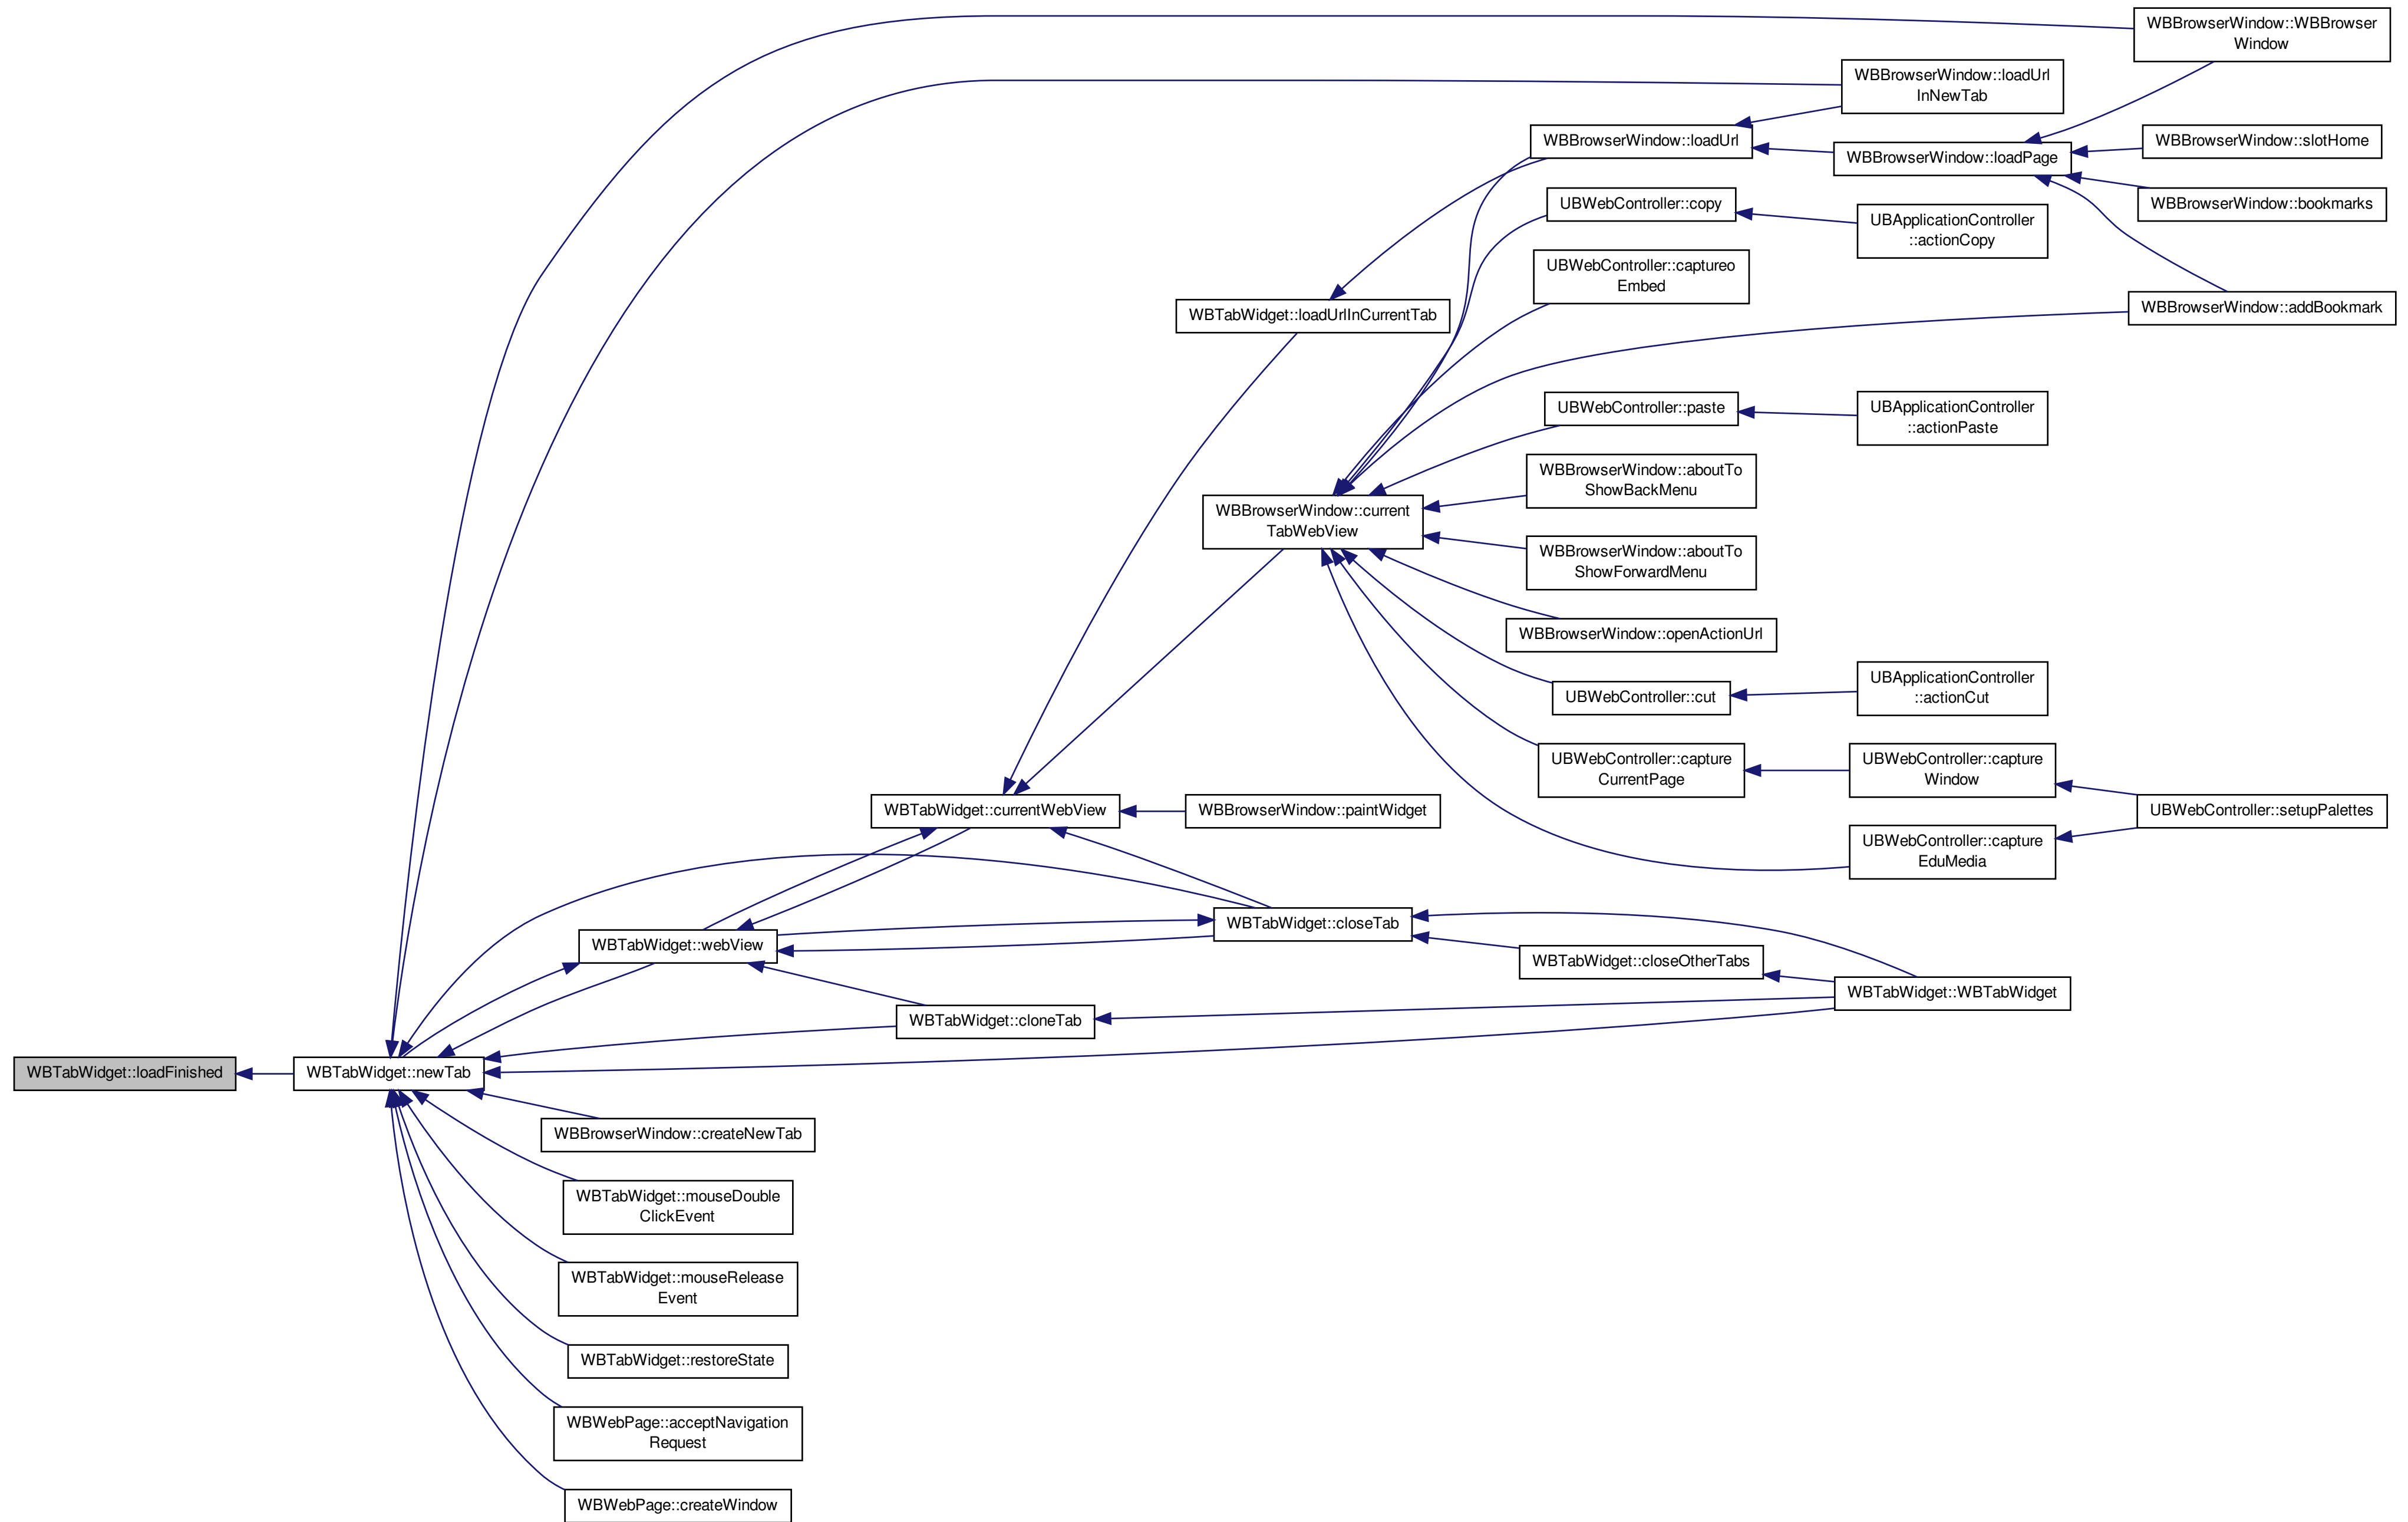 WBBrowserWindow::WBBrowser
Window
WBBrowserWindow::loadUrl
InNewTab
WBBrowserWindow::loadUrl
WBBrowserWindow::loadPage
WBBrowserWindow::slotHome
WBBrowserWindow::bookmarks
UBWebController::copy
UBApplicationController
::actionCopy
UBWebController::captureo
Embed
WBBrowserWindow::addBookmark
WBTabWidget::loadUrlInCurrentTab
UBWebController::paste
UBApplicationController
::actionPaste
WBBrowserWindow::aboutTo
ShowBackMenu
WBBrowserWindow::current
TabWebView
WBBrowserWindow::aboutTo
ShowForwardMenu
WBBrowserWindow::openActionUrl
UBWebController::cut
UBApplicationController
::actionCut
UBWebController::capture
CurrentPage
UBWebController::capture
Window
WBTabWidget::currentWebView
WBBrowserWindow::paintWidget
UBWebController::setupPalettes
UBWebController::capture
EduMedia
WBTabWidget::closeTab
WBTabWidget::webView
WBTabWidget::closeOtherTabs
WBTabWidget::WBTabWidget
WBTabWidget::cloneTab
WBTabWidget::loadFinished
WBTabWidget::newTab
WBBrowserWindow::createNewTab
WBTabWidget::mouseDouble
ClickEvent
WBTabWidget::mouseRelease
Event
WBTabWidget::restoreState
WBWebPage::acceptNavigation
Request
WBWebPage::createWindow